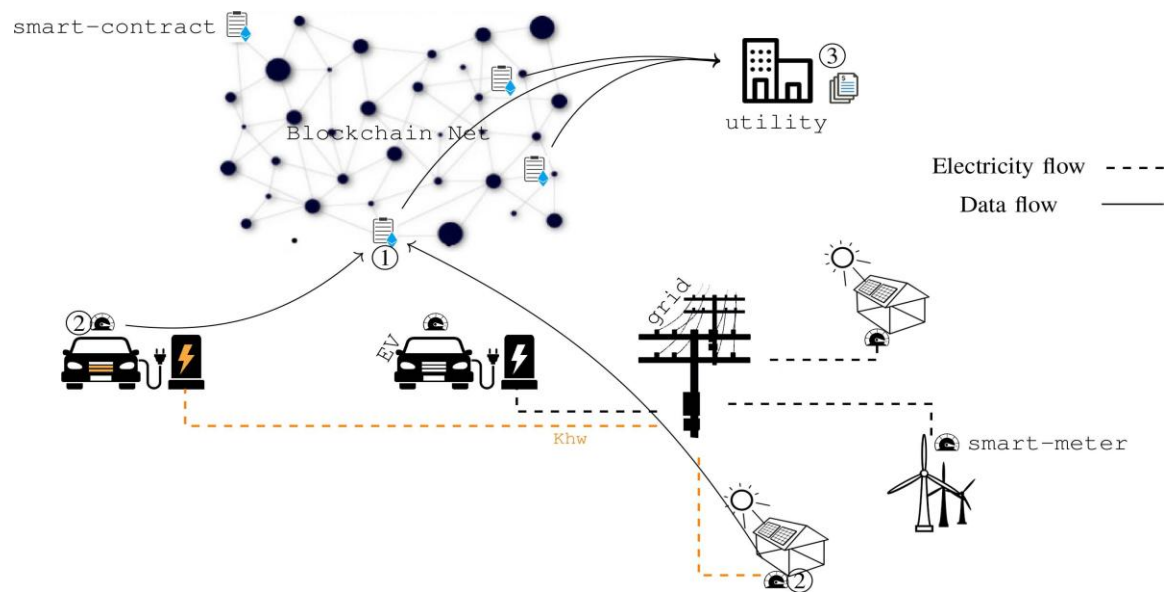 smart-contract
Blockchain Net
③
$
utility
Electricity flow
Data flow
①
②
EV
grid
Khw
smart-meter
②